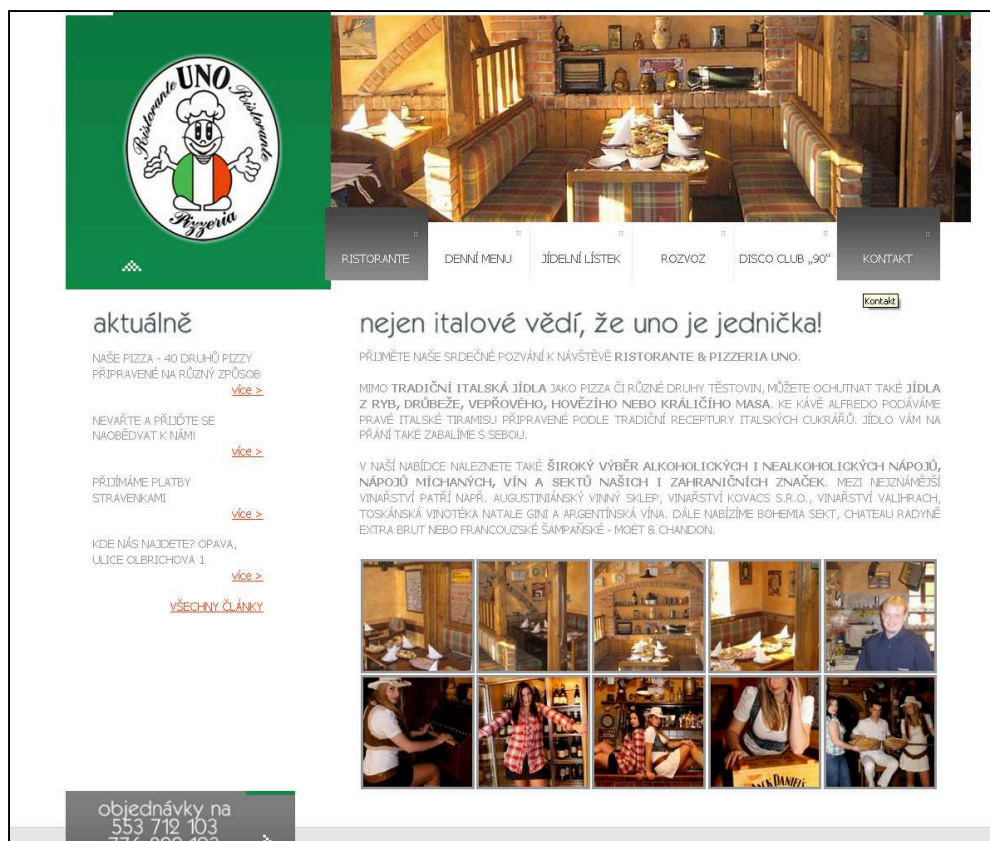 Ristorante UNO Ristorante
Pizzeria
RISTORANTE
DENNÍ MENU
JÍDELNÍ LÍSTEK
ROZVOZ
DISCO CLUB „90"
KONTAKT
Kontakt
aktuálně
NAŠE PIZZA - 40 DRUHŮ PIZZY
PŘIPRAVENÉ NA RŮZNÝ ZPŮSOB
více >
NEVAŘTE A PŘIJĎTE SE
NAOBĚDVAT K NÁM!
více >
PŘIJÍMÁME PLATBY
STRAVENKAMI
více >
KDE NÁS NAJDETE? OPAVA,
ULICE OLBRICHOVA 1
více >
VŠECHNY ČLÁNKY
nejen italové vědí, že uno je jednička!
PŘIJMĚTE NAŠE SRDEČNÉ POZVÁNÍ K NÁVŠTĚVĚ RISTORANTE & PIZZERIA UNO.
MIMO TRADIČNÍ ITALSKÁ JÍDLA JAKO PIZZA ČI RŮZNÉ DRUHY TĚSTOVIN, MŮŽETE OCHUTNAT TAKÉ JÍDLA
Z RYB, DRŮBEŽE, VEPŘOVÉHO, HOVĚZÍHO NEBO KRÁLIČÍHO MASA. KE KÁVĚ ALFREDO PODÁVÁME
PRAVÉ ITALSKÉ TIRAMISU PŘIPRAVENÉ PODLE TRADIČNÍ RECEPTURY ITALSKÝCH CUKRÁŘŮ. JÍDLO VÁM NA
PŘÁNÍ TAKÉ ZABALÍME S SEBOU.
V NAŠÍ NABÍDCE NALEZNETE TAKÉ ŠIROKÝ VÝBĚR ALKOHOLICKÝCH I NEALKOHOLICKÝCH NÁPOJŮ,
NÁPOJŮ MÍCHANÝCH, VÍN A SEKTŮ NAŠICH I ZAHRANIČNÍCH ZNAČEK. MEZI NEJZNÁMĚJŠÍ
VINAŘSTVÍ PATŘÍ NAPŘ. AUGUSTINIÁNSKÝ VINNÝ SKLEP, VINAŘSTVÍ KOVACS S.R.O., VINAŘSTVÍ VALIHRACH,
TOSKÁNSKÁ VINOTÉKA NATALE GINI A ARGENTÍNSKÁ VÍNA. DÁLE NABÍZÍME BOHEMIA SEKT, CHATEAU RADYNĚ
EXTRA BRUT NEBO FRANCOUZSKÉ ŠAMPAŇSKÉ - MOËT & CHANDON.
JACK DANIEL'S
objednávky na
553 712 103